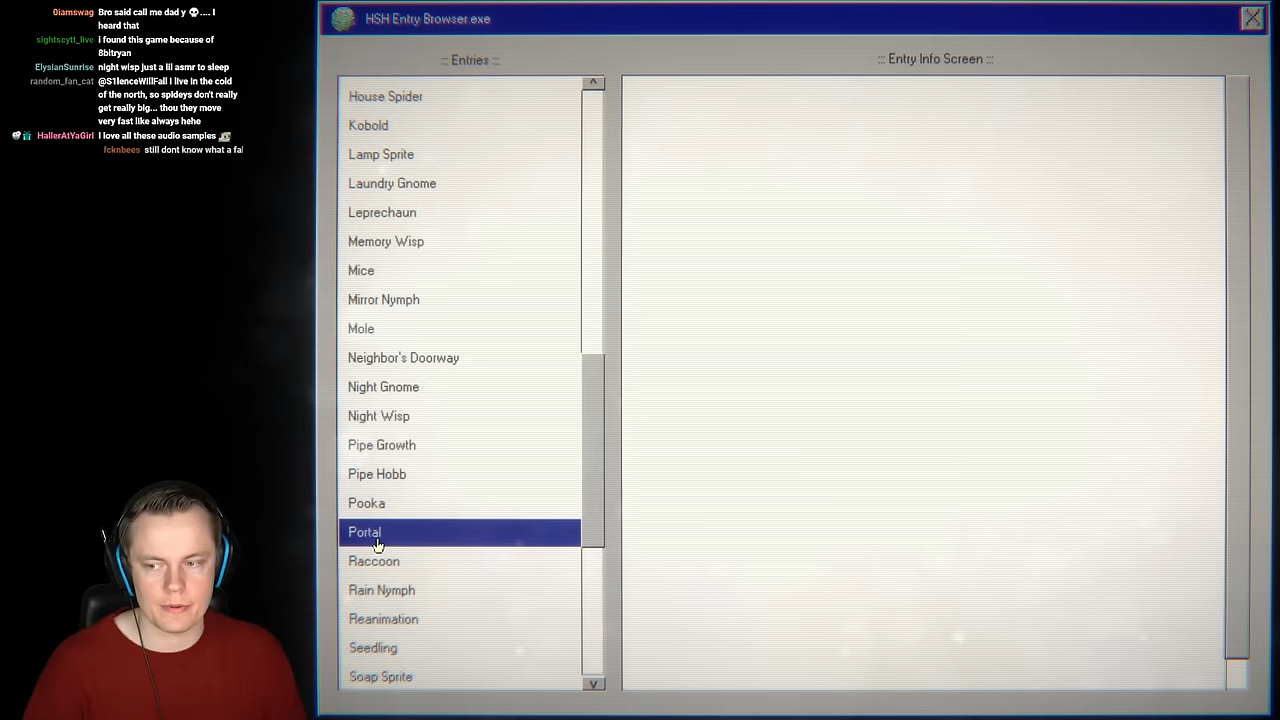 0iamswag Bro said call me dad y 💀.... I
heard that
sightscytt_live i found this game because of
8bitryan
ElysianSunrise night wisp just a lil asmr to sleep
random_fan_cat @S1lenceWillFall I live in the cold
of the north, so spideys don't really
get really big... thou they move
very fast like always hehe
HallerAtYaGirl I love all these audio samples
fcknbees still dont know what a fal
HSH Entry Browser.exe
::: Entries :::
::: Entry Info Screen :::
House Spider
Kobold
Lamp Sprite
Laundry Gnome
Leprechaun
Memory Wisp
Mice
Mirror Nymph
Mole
Neighbor's Doorway
Night Gnome
Night Wisp
Pipe Growth
Pipe Hobb
Pooka
Portal
Raccoon
Rain Nymph
Reanimation
Seedling
Soap Sprite